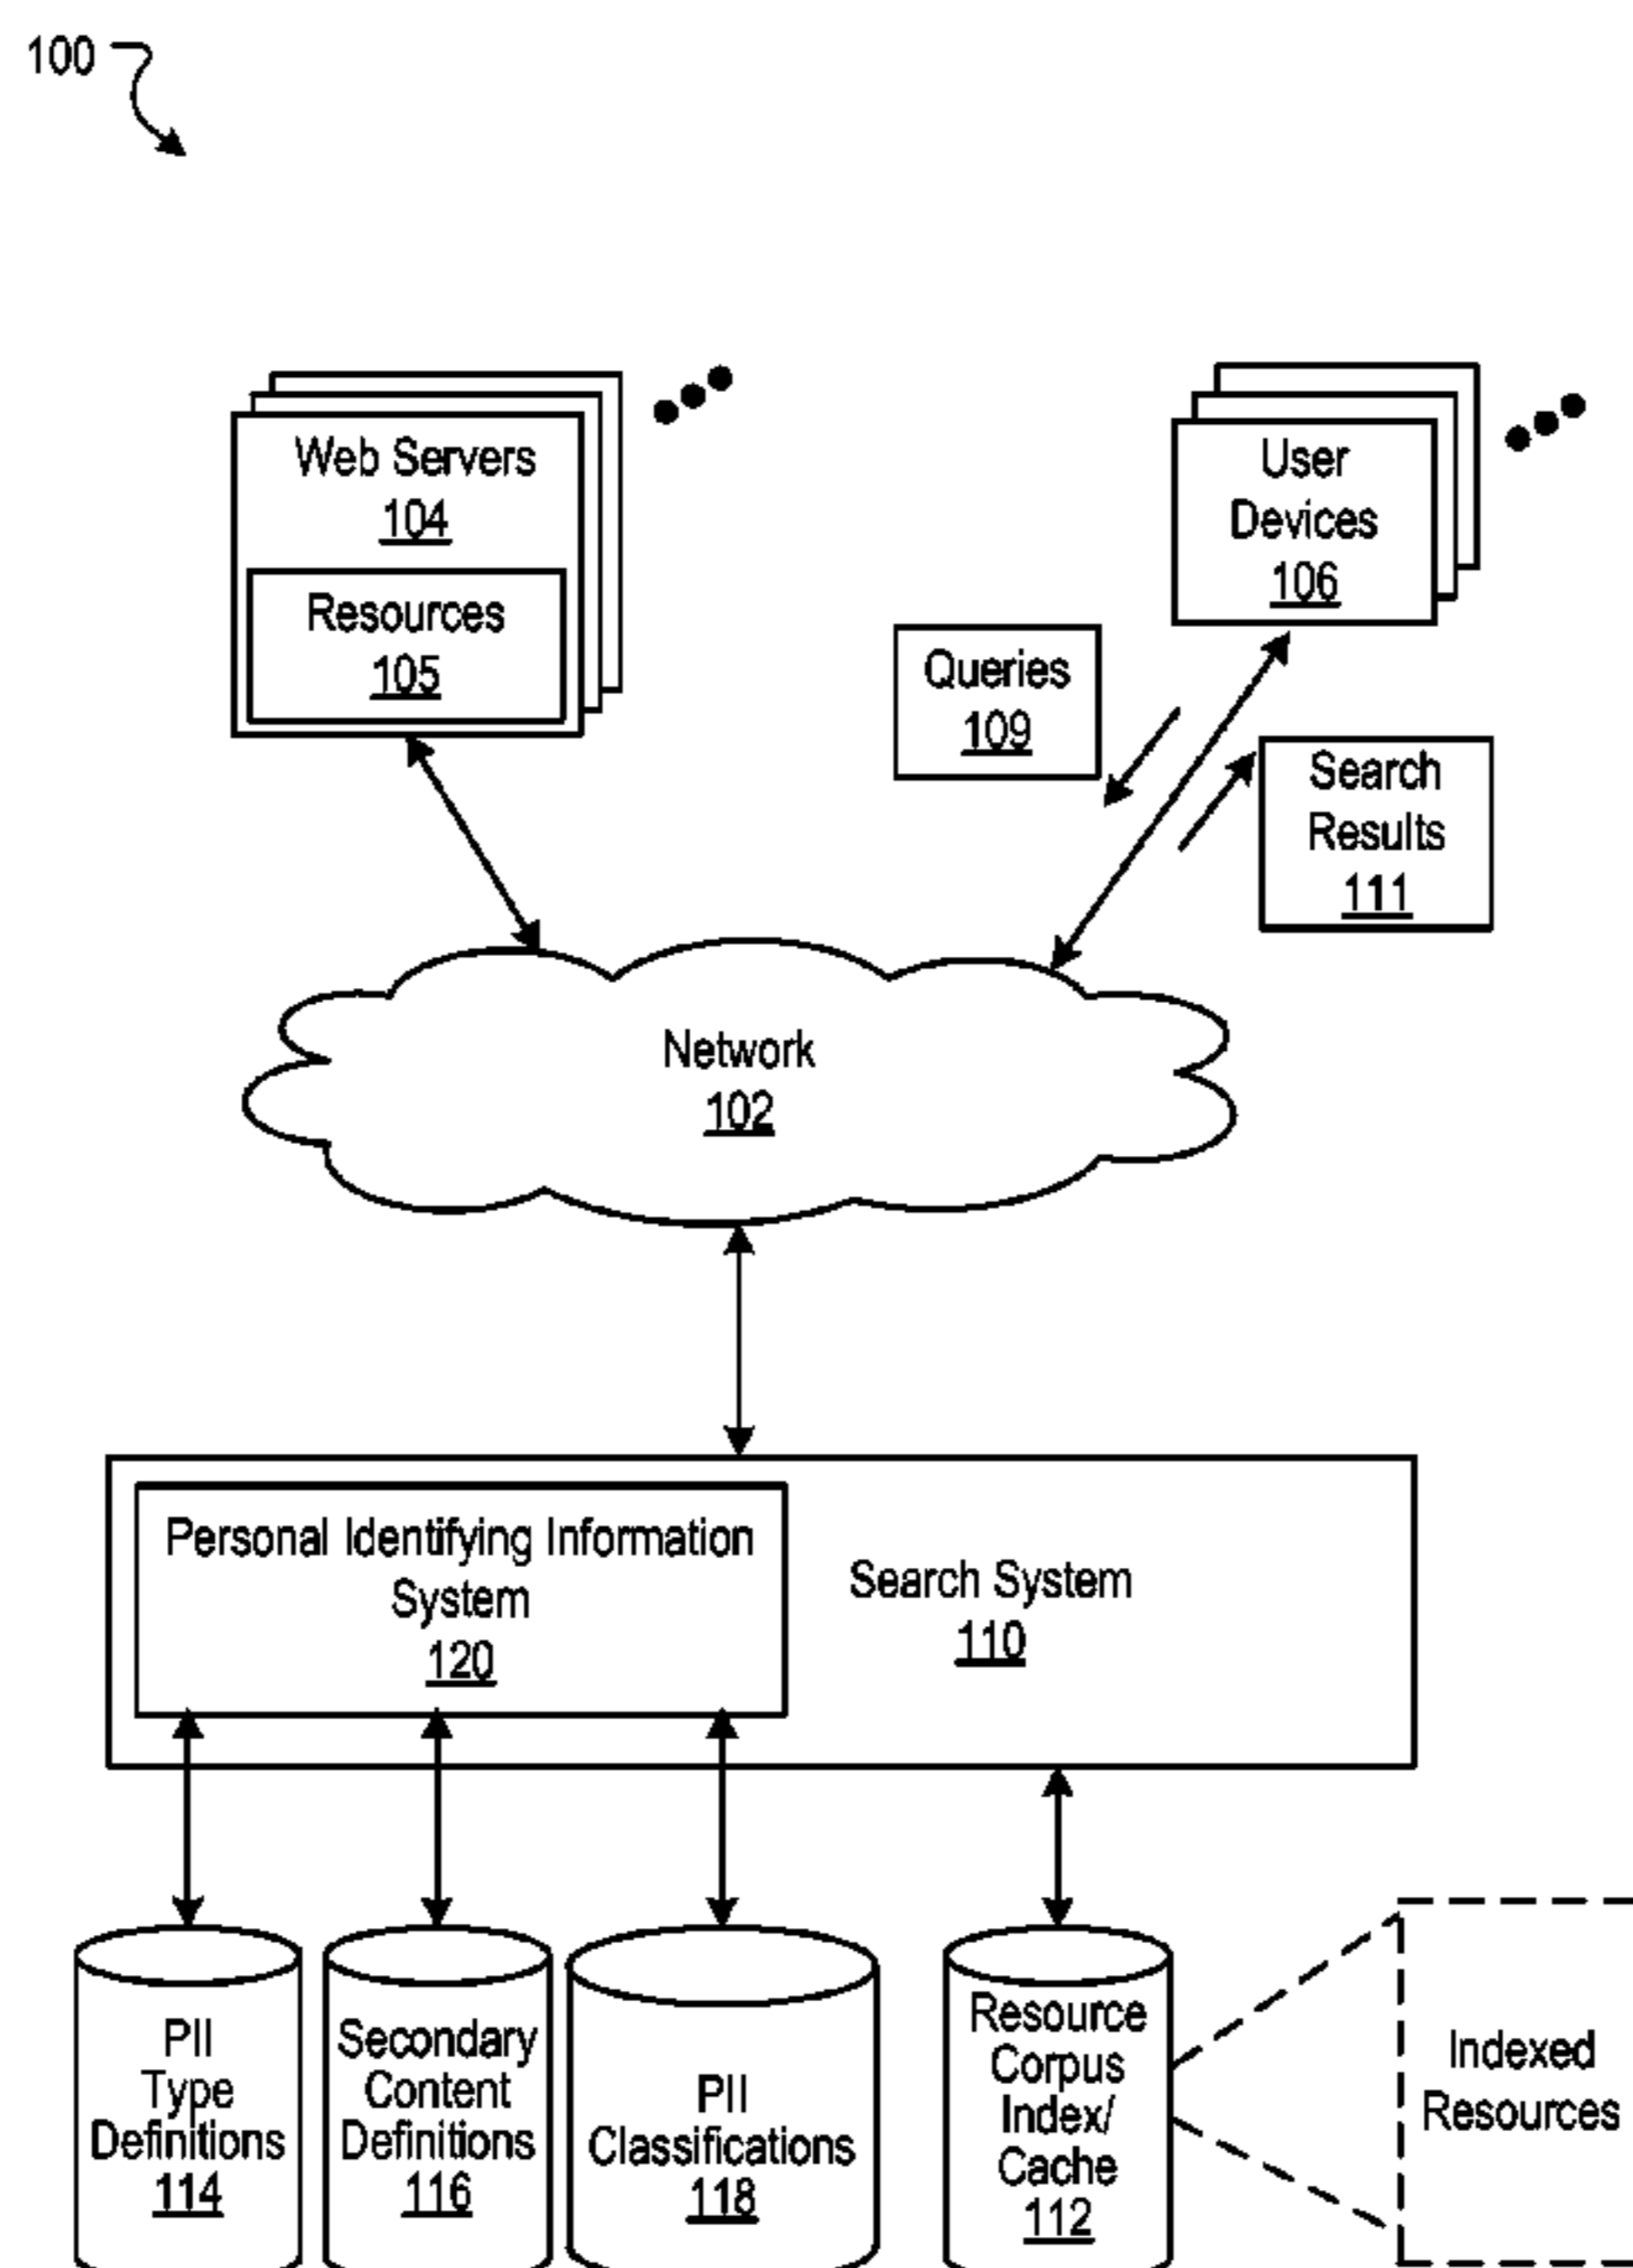 100
Web Servers
104
Resources
105
User
Devices
106
Queries
109
Search
Results
111
Network
102
Personal Identifying Information
System
120
Search System
110
PII
Type
Definitions
114
Secondary
Content
Definitions
116
PII
Classifications
118
Resource
Corpus
Index/
Cache
112
Indexed
Resources